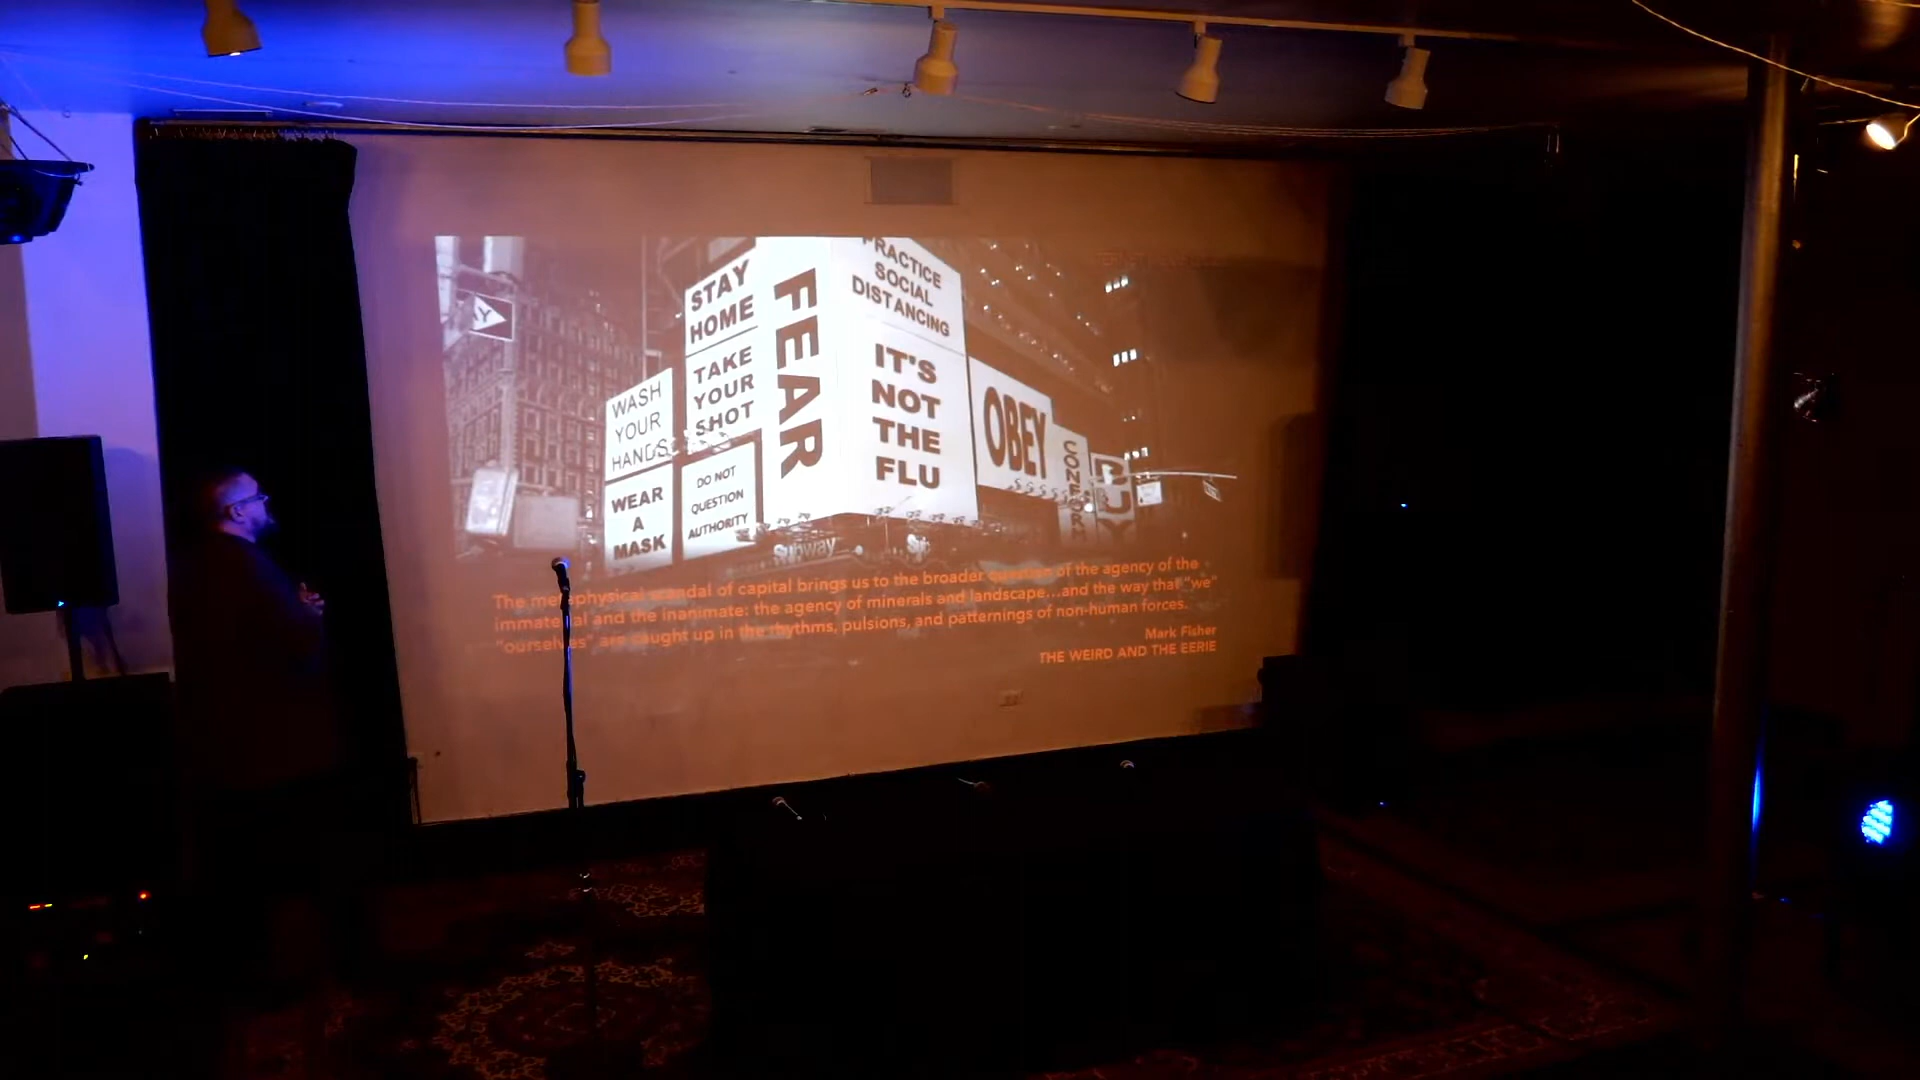 Y
WASH
YOUR
HANDS
WEAR
A
MASK
STAY
HOME
TAKE
YOUR
SHOT
DO NOT
QUESTION
AUTHORITY
FEAR
PRACTICE
SOCIAL
DISTANCING
IT'S
NOT
THE
FLU
OBEY
CONFORM
BUY
Subway
The metaphysical scandal of capital brings us to the broader question of the agency of the
immaterial and the inanimate: the agency of minerals and landscape...and the way that "we"
"ourselves" are caught up in the rhythms, pulsions, and patternings of non-human forces.
Mark Fisher
THE WEIRD AND THE EERIE